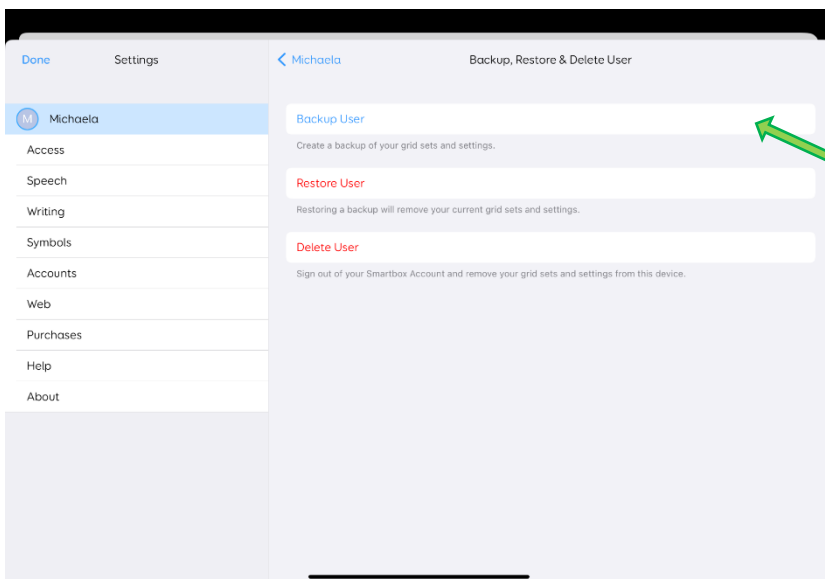 Done
Settings
Michaela
Backup, Restore & Delete User
M
Michaela
Access
Speech
Writing
Symbols
Accounts
Web
Purchases
Help
About
Backup User
Create a backup of your grid sets and settings.
Restore User
Restoring a backup will remove your current grid sets and settings.
Delete User
Sign out of your Smartbox Account and remove your grid sets and settings from this device.